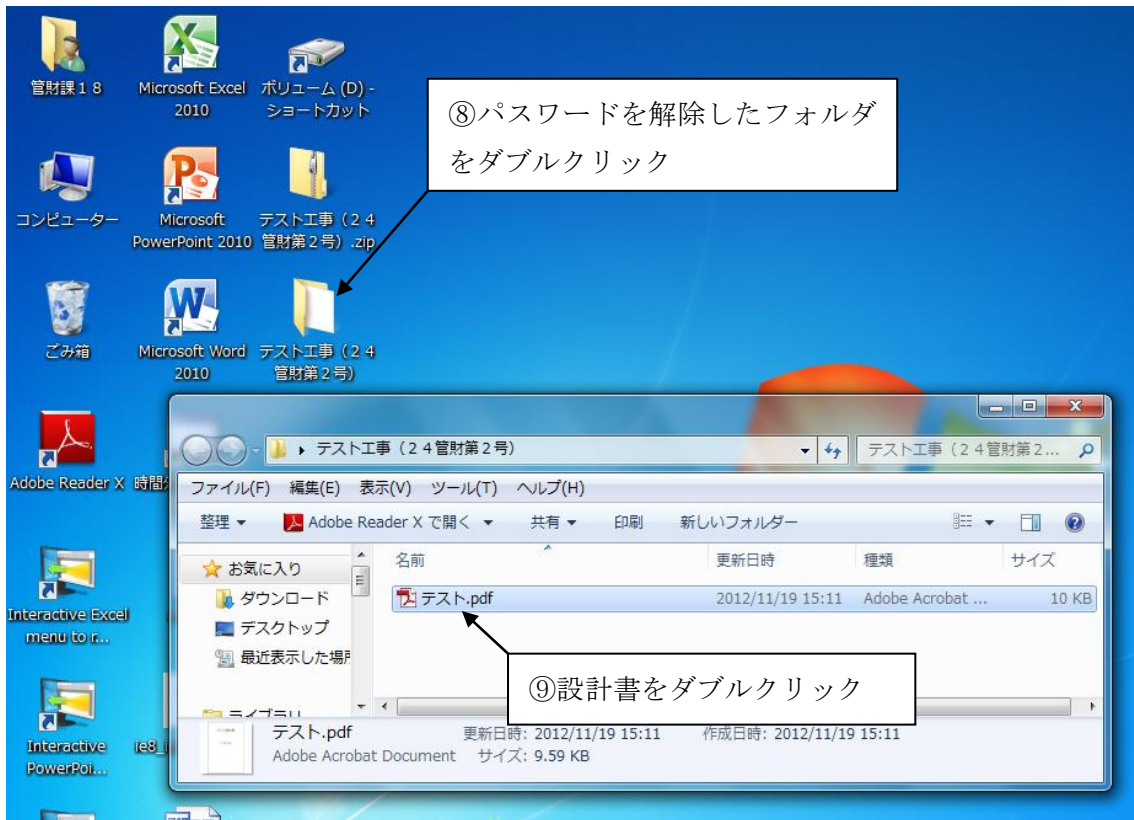 管財課１８
Microsoft Excel
2010
ボリューム (D) -
ショートカット
⑧パスワードを解除したフォルダ
をダブルクリック
コンピューター
Microsoft
PowerPoint 2010
テスト工事（２４
管財第２号）.zip
ごみ箱
Microsoft Word
2010
テスト工事（２４
管財第２号）
Adobe Reader X
時間
テスト工事（２４管財第２号）
テスト工事（２４管財第２...
ファイル(F) 編集(E) 表示(V) ツール(T) ヘルプ(H)
整理 Adobe Reader X で開く 共有 印刷 新しいフォルダー
お気に入り
ダウンロード
デスクトップ
最近表示した場所
ライブラリ
名前 更新日時 種類 サイズ
テスト.pdf 2012/11/19 15:11 Adobe Acrobat ... 10 KB
⑨設計書をダブルクリック
テスト.pdf 更新日時: 2012/11/19 15:11 作成日時: 2012/11/19 15:11
Adobe Acrobat Document サイズ: 9.59 KB
Interactive Excel
menu to r...
Interactive
PowerPoi...